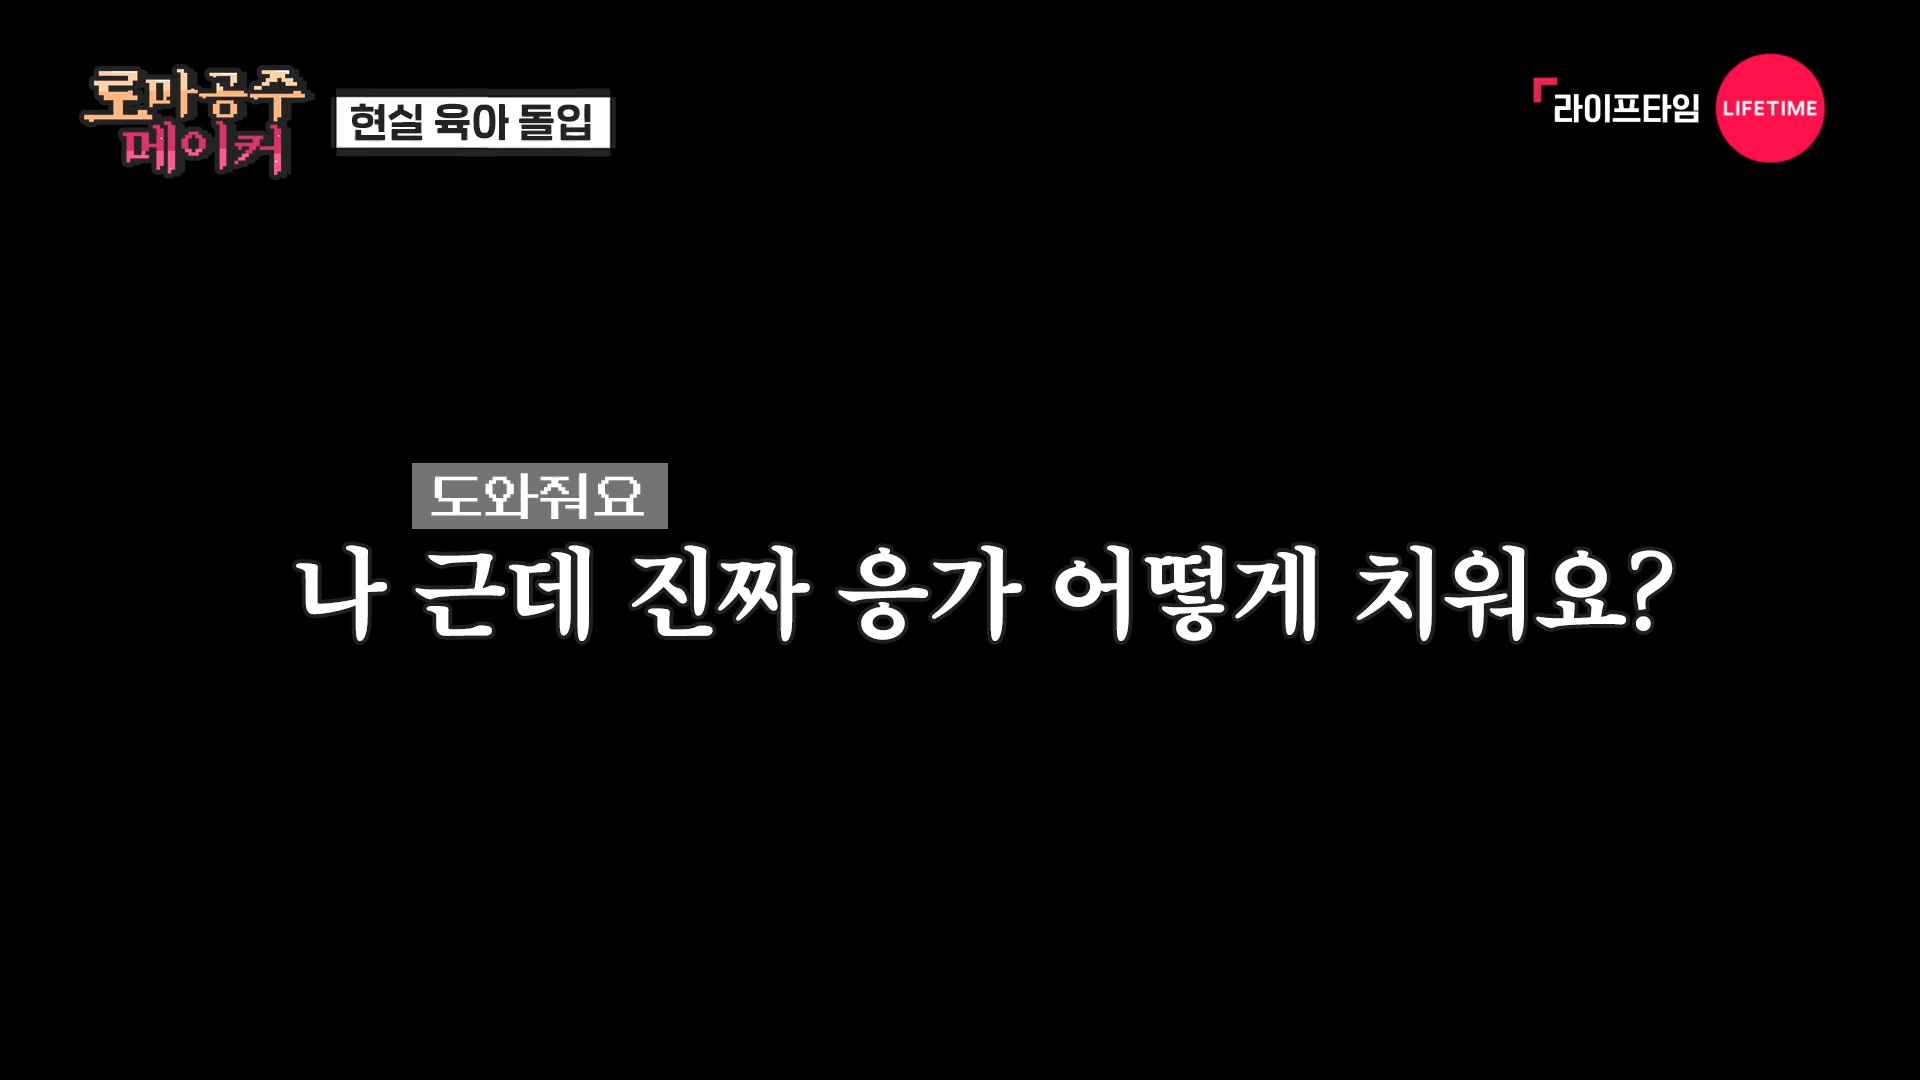 로마공주
메이커
현실 육아 돌입
라이프타임
LIFETIME
도와줘요
나 근데 진짜 응가 어떻게 치워요?